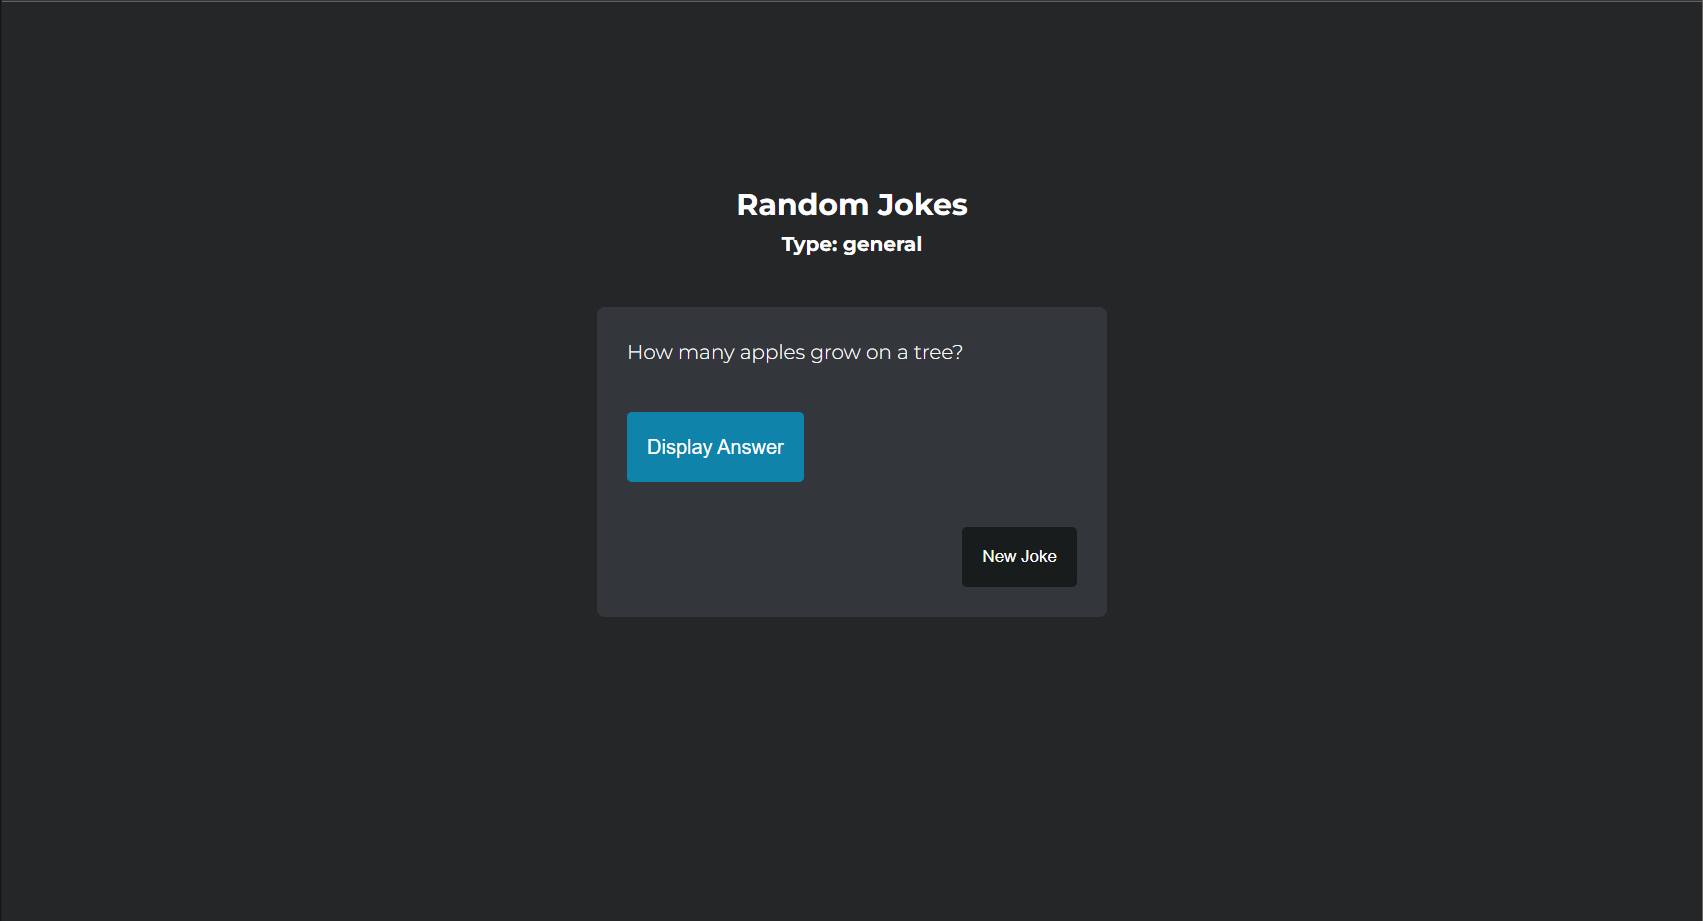 Random Jokes
Type: general
How many apples grow on a tree?
Display Answer
New Joke